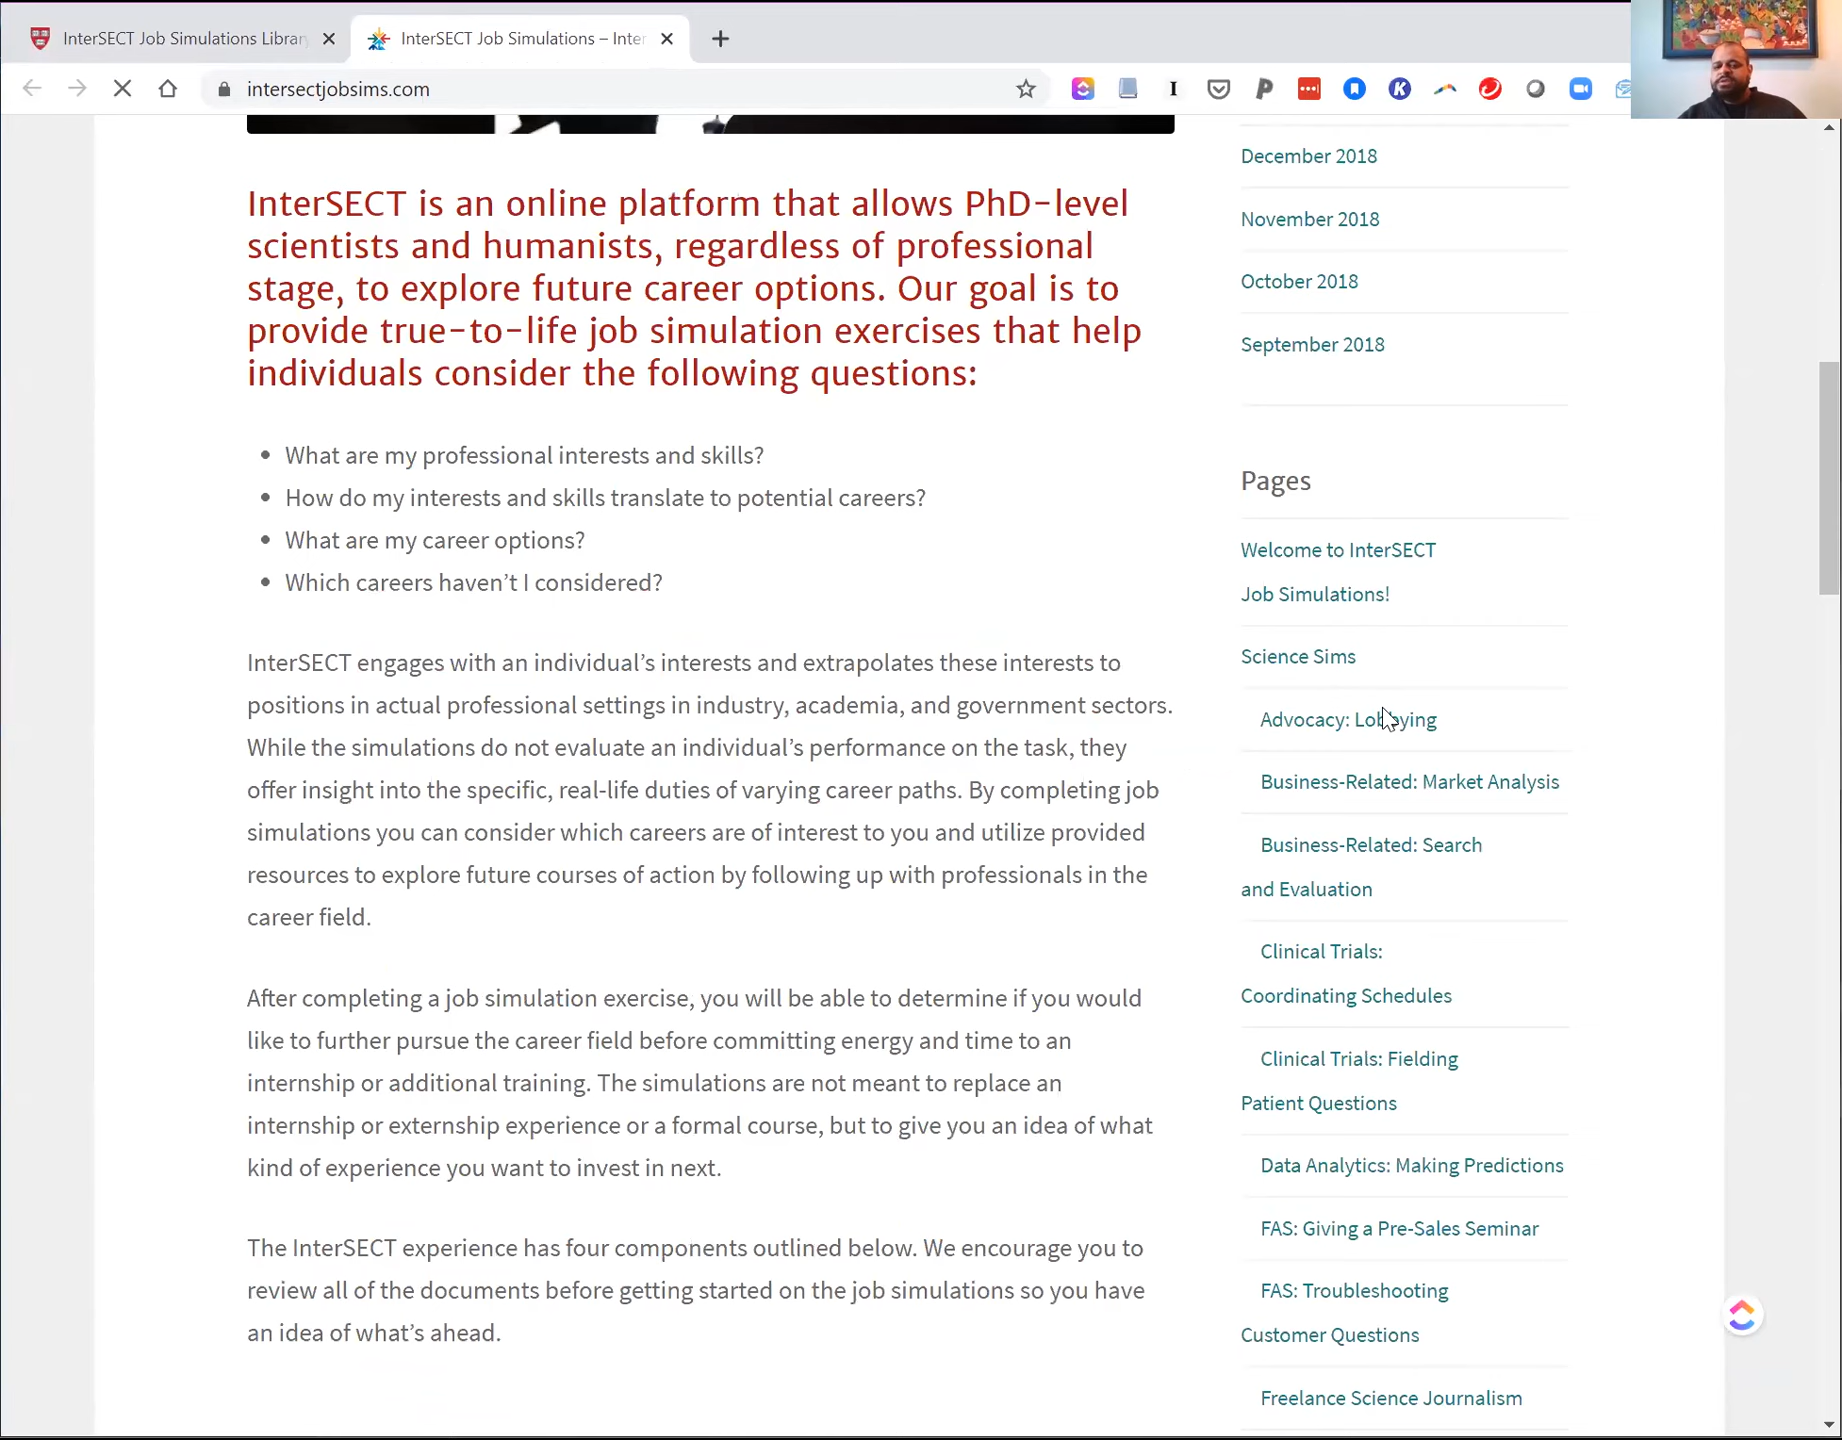 InterSECT Job Simulations Library
InterSECT Job Simulations – Inter
intersectjobsims.com
InterSECT is an online platform that allows PhD-level
scientists and humanists, regardless of professional
stage, to explore future career options. Our goal is to
provide true-to-life job simulation exercises that help
individuals consider the following questions:
• What are my professional interests and skills?
• How do my interests and skills translate to potential careers?
• What are my career options?
• Which careers haven’t I considered?
InterSECT engages with an individual’s interests and extrapolates these interests to
positions in actual professional settings in industry, academia, and government sectors.
While the simulations do not evaluate an individual’s performance on the task, they
offer insight into the specific, real-life duties of varying career paths. By completing job
simulations you can consider which careers are of interest to you and utilize provided
resources to explore future courses of action by following up with professionals in the
career field.
After completing a job simulation exercise, you will be able to determine if you would
like to further pursue the career field before committing energy and time to an
internship or additional training. The simulations are not meant to replace an
internship or externship experience or a formal course, but to give you an idea of what
kind of experience you want to invest in next.
The InterSECT experience has four components outlined below. We encourage you to
review all of the documents before getting started on the job simulations so you have
an idea of what’s ahead.
December 2018
November 2018
October 2018
September 2018
Pages
Welcome to InterSECT
Job Simulations!
Science Sims
Advocacy: Lobbying
Business-Related: Market Analysis
Business-Related: Search
and Evaluation
Clinical Trials:
Coordinating Schedules
Clinical Trials: Fielding
Patient Questions
Data Analytics: Making Predictions
FAS: Giving a Pre-Sales Seminar
FAS: Troubleshooting
Customer Questions
Freelance Science Journalism